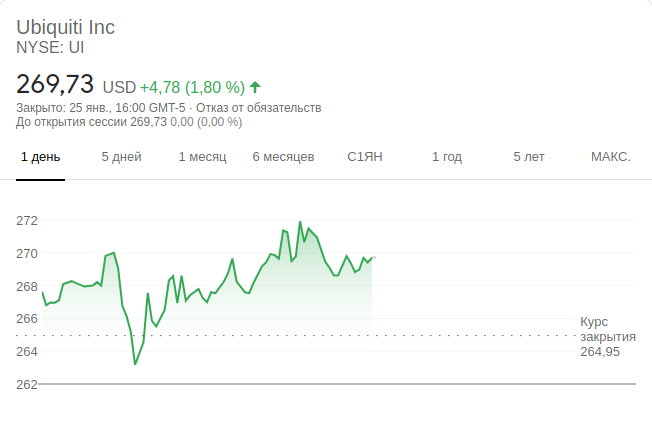 Ubiquiti Inc
NYSE: UI
269,73 USD +4,78 (1,80 %)
Закрыто: 25 янв., 16:00 GMT-5 · Отказ от обязательств
До открытия сессии 269,73 0,00 (0,00 %)
1 день 5 дней 1 месяц 6 месяцев С1ЯН 1 год 5 лет МАКС.
272
270
268
266
264
262
Курс
закрытия
264,95